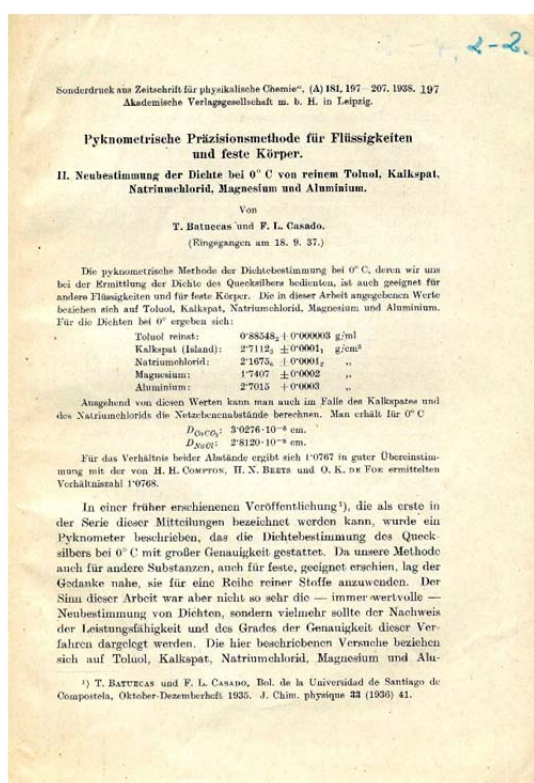 2-2.
Sonderdruck aus Zeitschrift für physikalische Chemie“, (A) 181, 197—207. 1938. 197
Akademische Verlagsgesellschaft m. b. H. in Leipzig.
Pyknometrische Präzisionsmethode für Flüssigkeiten
und feste Körper.
II. Neubestimmung der Dichte bei 0° C von reinem Toluol, Kalkspat,
Natriumchlorid, Magnesium und Aluminium.
Von
T. Batuecas und F. L. Casado.
(Eingegangen am 18. 9. 37.)
Die pyknometrische Methode der Dichtebestimmung bei 0° C, deren wir uns
bei der Ermittlung der Dichte des Quecksilbers bedienten, ist auch geeignet für
andere Flüssigkeiten und für feste Körper. Die in dieser Arbeit angegebenen Werte
beziehen sich auf Toluol, Kalkspat, Natriumchlorid, Magnesium und Aluminium.
Für die Dichten bei 0° ergeben sich:
Toluol reinst: 0'88548₂ ± 0'000003 g/ml
Kalkspat (Island): 2'7112₃ ± 0'0001₁ g/cm³
Natriumchlorid: 2'1675₆ ± 0'0001₂ „
Magnesium: 1'7407 ± 0'0002 „
Aluminium: 2'7015 ± 0'0003 „
Ausgehend von diesen Werten kann man auch im Falle des Kalkspates und
des Natriumchlorids die Netzebenenabstände berechnen. Man erhält für 0° C
D CaCO₃: 3'0276·10⁻⁸ cm.
D NaCl: 2'8120·10⁻⁸ cm.
Für das Verhältnis beider Abstände ergibt sich 1'0767 in guter Übereinstim-
mung mit der von H. H. COMPTON, H. N. BEETS und O. K. DE FOE ermittelten
Verhältniszahl 1'0768.
In einer früher erschienenen Veröffentlichung¹), die als erste in
der Serie dieser Mitteilungen bezeichnet werden kann, wurde ein
Pyknometer beschrieben, das die Dichtebestimmung des Queck-
silbers bei 0° C mit großer Genauigkeit gestattet. Da unsere Methode
auch für andere Substanzen, auch für feste, geeignet erschien, lag der
Gedanke nahe, sie für eine Reihe reiner Stoffe anzuwenden. Der
Sinn dieser Arbeit war aber nicht so sehr die — immer wertvolle —
Neubestimmung von Dichten, sondern vielmehr sollte der Nachweis
der Leistungsfähigkeit und des Grades der Genauigkeit dieser Ver-
fahren dargelegt werden. Die hier beschriebenen Versuche beziehen
sich auf Toluol, Kalkspat, Natriumchlorid, Magnesium und Alu-
¹) T. BATUECAS und F. L. CASADO, Bol. de la Universidad de Santiago de
Compostela, Oktober-Dezemberheft 1935. J. Chim. physique 33 (1936) 41.